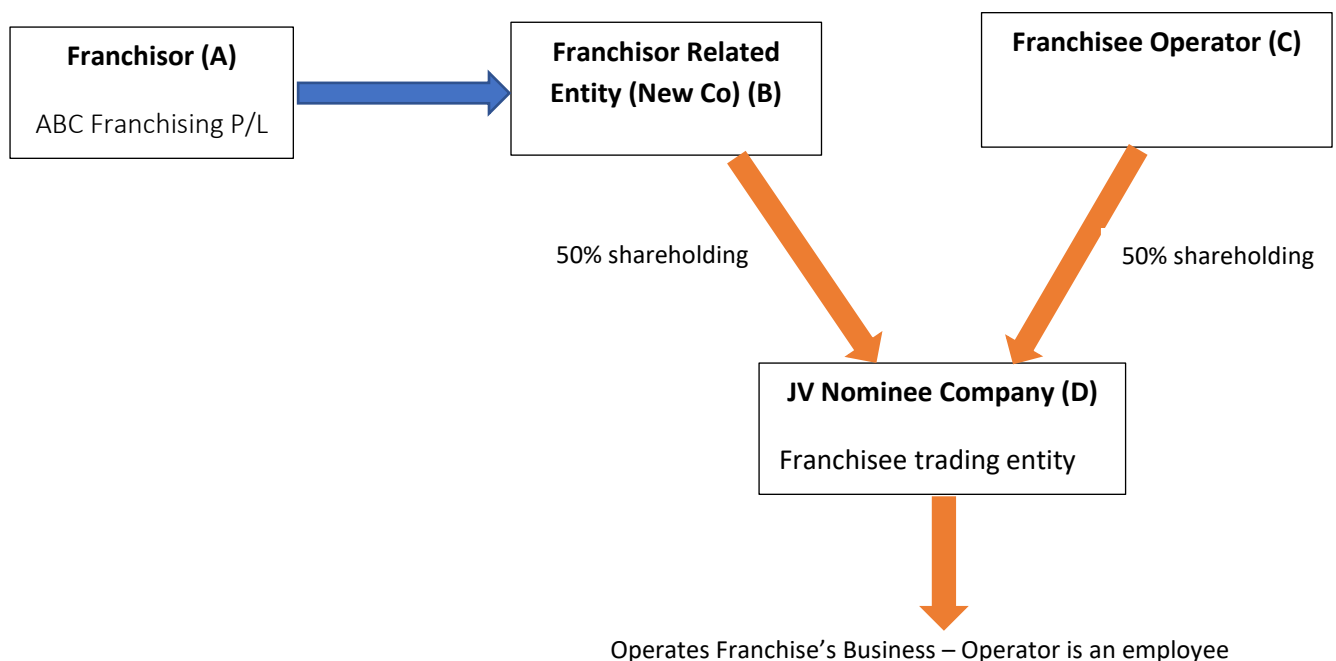 Franchisor (A)
ABC Franchising P/L
Franchisor Related
Entity (New Co) (B)
Franchisee Operator (C)
50% shareholding
50% shareholding
JV Nominee Company (D)
Franchisee trading entity
Operates Franchise’s Business – Operator is an employee